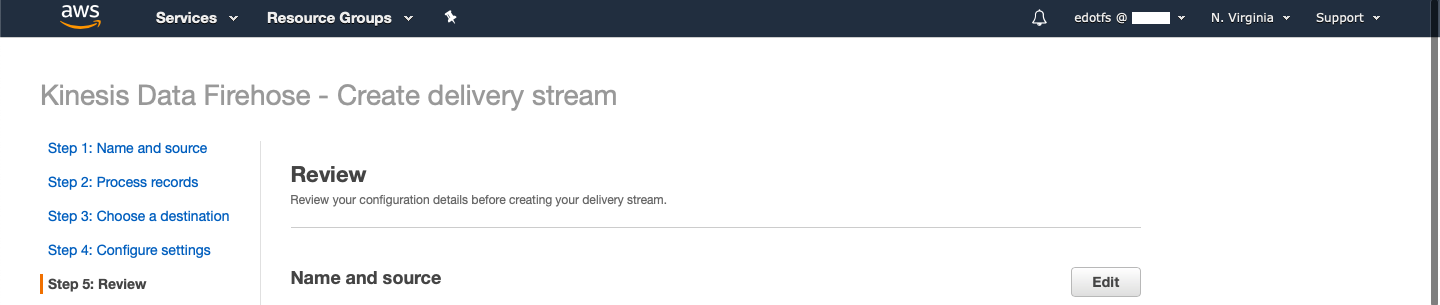 aws Services Resource Groups edotfs @ N. Virginia Support
Kinesis Data Firehose - Create delivery stream
Step 1: Name and source
Step 2: Process records
Step 3: Choose a destination
Step 4: Configure settings
Step 5: Review
Review
Review your configuration details before creating your delivery stream.
Name and source Edit